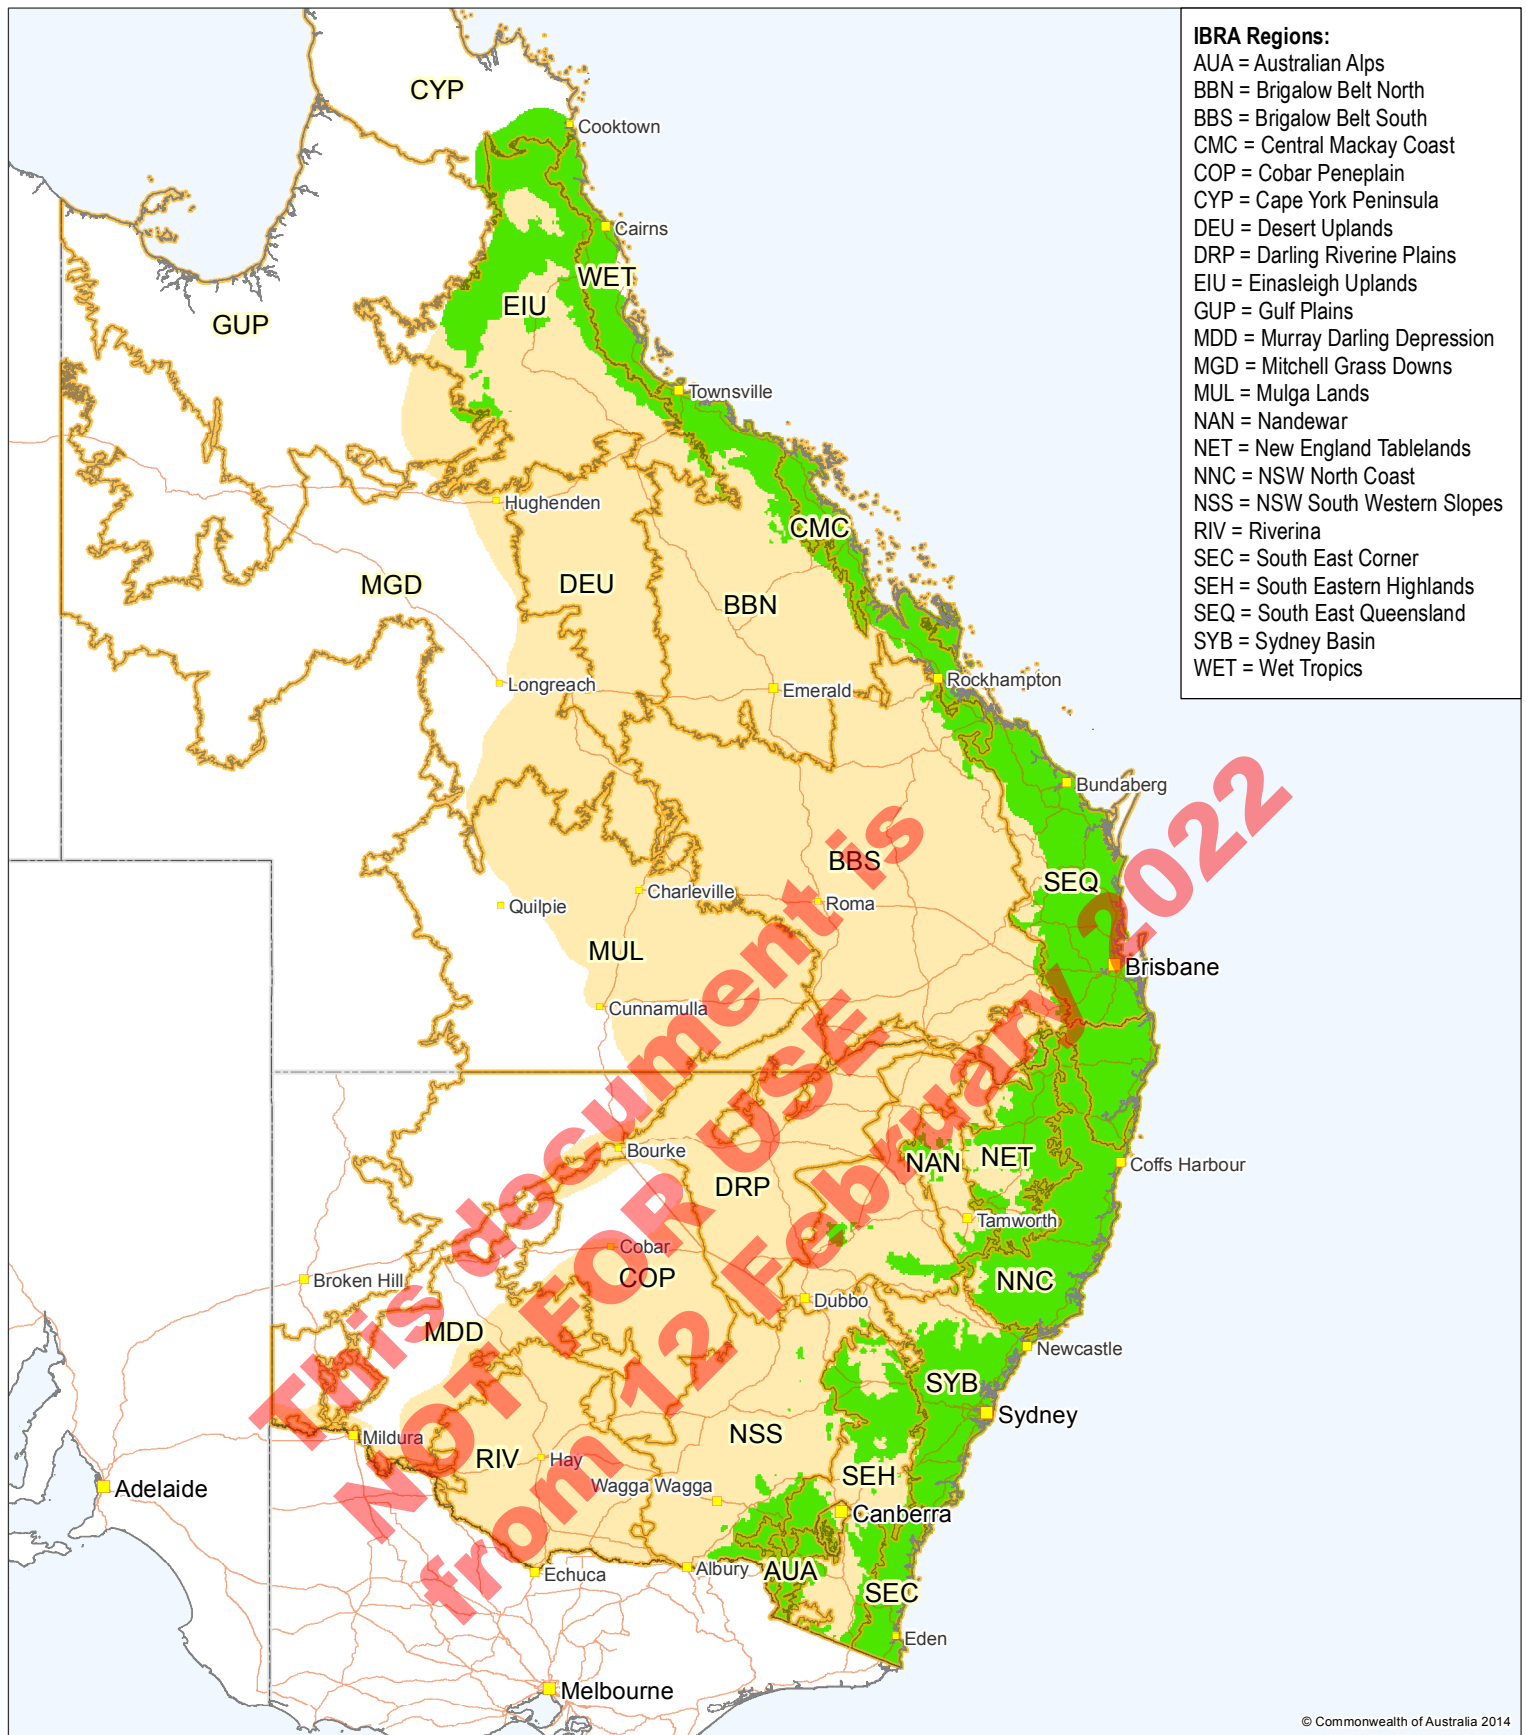 IBRA Regions:
AUA = Australian Alps
BBN = Brigalow Belt North
BBS = Brigalow Belt South
CMC = Central Mackay Coast
COP = Cobar Peneplain
CYP = Cape York Peninsula
DEU = Desert Uplands
DRP = Darling Riverine Plains
EIU = Einasleigh Uplands
GUP = Gulf Plains
MDD = Murray Darling Depression
MGD = Mitchell Grass Downs
MUL = Mulga Lands
NAN = Nandewar
NET = New England Tablelands
NNC = NSW North Coast
NSS = NSW South Western Slopes
RIV = Riverina
SEC = South East Corner
SEH = South Eastern Highlands
SEQ = South East Queensland
SYB = Sydney Basin
WET = Wet Tropics
CYP
Cooktown
Cairns
WET
EIU
GUP
Townsville
Hughenden
CMC
MGD
DEU
BBN
Longreach
Emerald
Rockhampton
Bundaberg
BBS
SEQ
Charleville
Roma
Quilpie
MUL
Brisbane
Cunnamulla
Bourke
NAN
NET
Coffs Harbour
DRP
Tamworth
Cobar
COP
Broken Hill
NNC
Dubbo
MDD
Newcastle
SYB
Sydney
Mildura
NSS
RIV
Hay
SEH
Wagga Wagga
Adelaide
Canberra
Echuca
Albury
AUA
SEC
Eden
Melbourne
This document is
NOT FOR USE
from 12 February 2022
© Commonwealth of Australia 2014